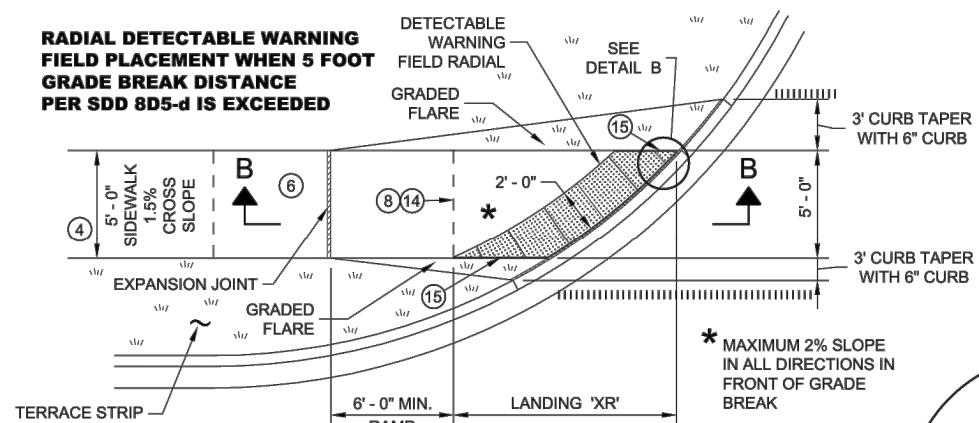 RADIAL DETECTABLE WARNING
FIELD PLACEMENT WHEN 5 FOOT
GRADE BREAK DISTANCE
PER SDD 8D5-d IS EXCEEDED
DETECTABLE
WARNING
FIELD RADIAL
SEE
DETAIL B
GRADED
FLARE
15
3' CURB TAPER
WITH 6" CURB
4
5' - 0"
SIDEWALK
1.5%
CROSS
SLOPE
B
6
8 14
*
2' - 0"
B
5' - 0"
EXPANSION JOINT
GRADED
FLARE
15
3' CURB TAPER
WITH 6" CURB
* MAXIMUM 2% SLOPE
IN ALL DIRECTIONS IN
FRONT OF GRADE
BREAK
TERRACE STRIP
6' - 0" MIN.
RAMP
LANDING 'XR'